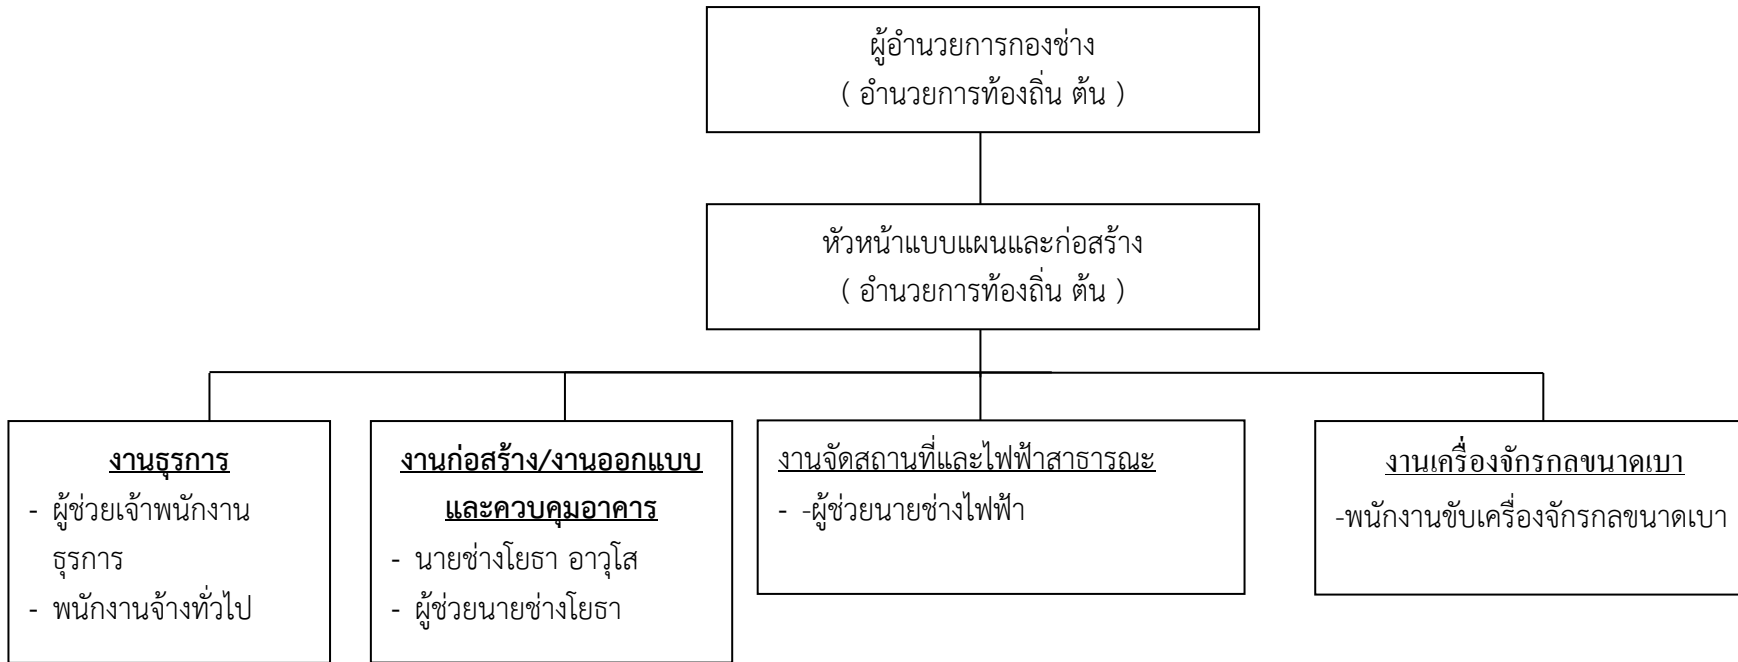 ผู้อำนวยการกองช่าง
( อำนวยการท้องถิ่น ต้น )
หัวหน้าแบบแผนและก่อสร้าง
( อำนวยการท้องถิ่น ต้น )
งานธุรการ
- ผู้ช่วยเจ้าพนักงาน
ธุรการ
- พนักงานจ้างทั่วไป
งานก่อสร้าง/งานออกแบบ
และควบคุมอาคาร
- นายช่างโยธา อาวุโส
- ผู้ช่วยนายช่างโยธา
งานจัดสถานที่และไฟฟ้าสาธารณะ
- -ผู้ช่วยนายช่างไฟฟ้า
งานเครื่องจักรกลขนาดเบา
-พนักงานขับเครื่องจักรกลขนาดเบา